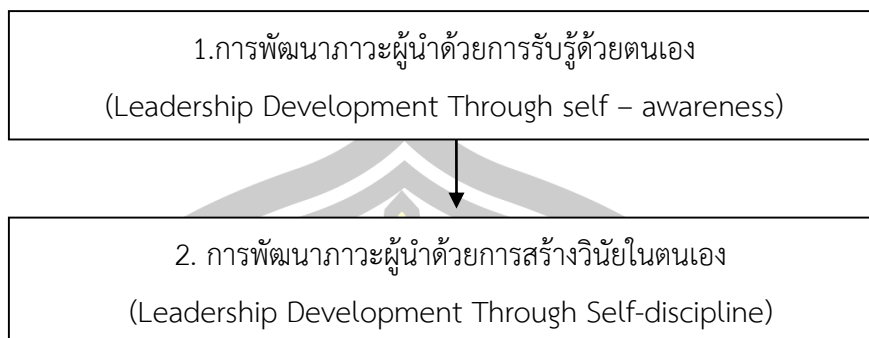 1.การพัฒนาภาวะผู้นำด้วยการรับรู้ด้วยตนเอง
(Leadership Development Through self – awareness)
2. การพัฒนาภาวะผู้นำด้วยการสร้างวินัยในตนเอง
(Leadership Development Through Self-discipline)